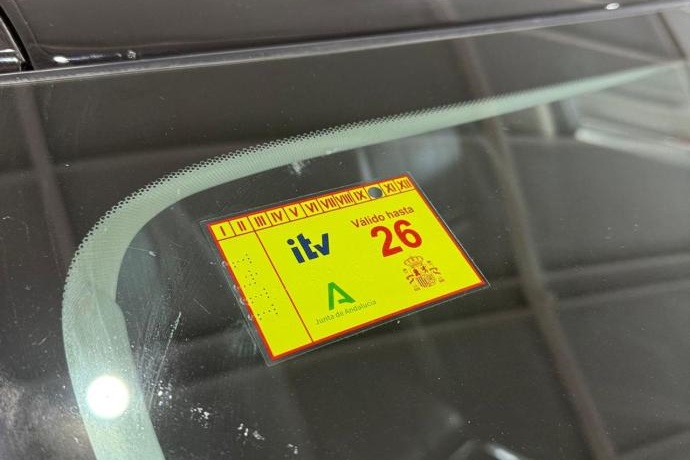 I II III IV V VI VII VIII IX XI XII
Válido hasta
itv 26
Junta de Andalucía